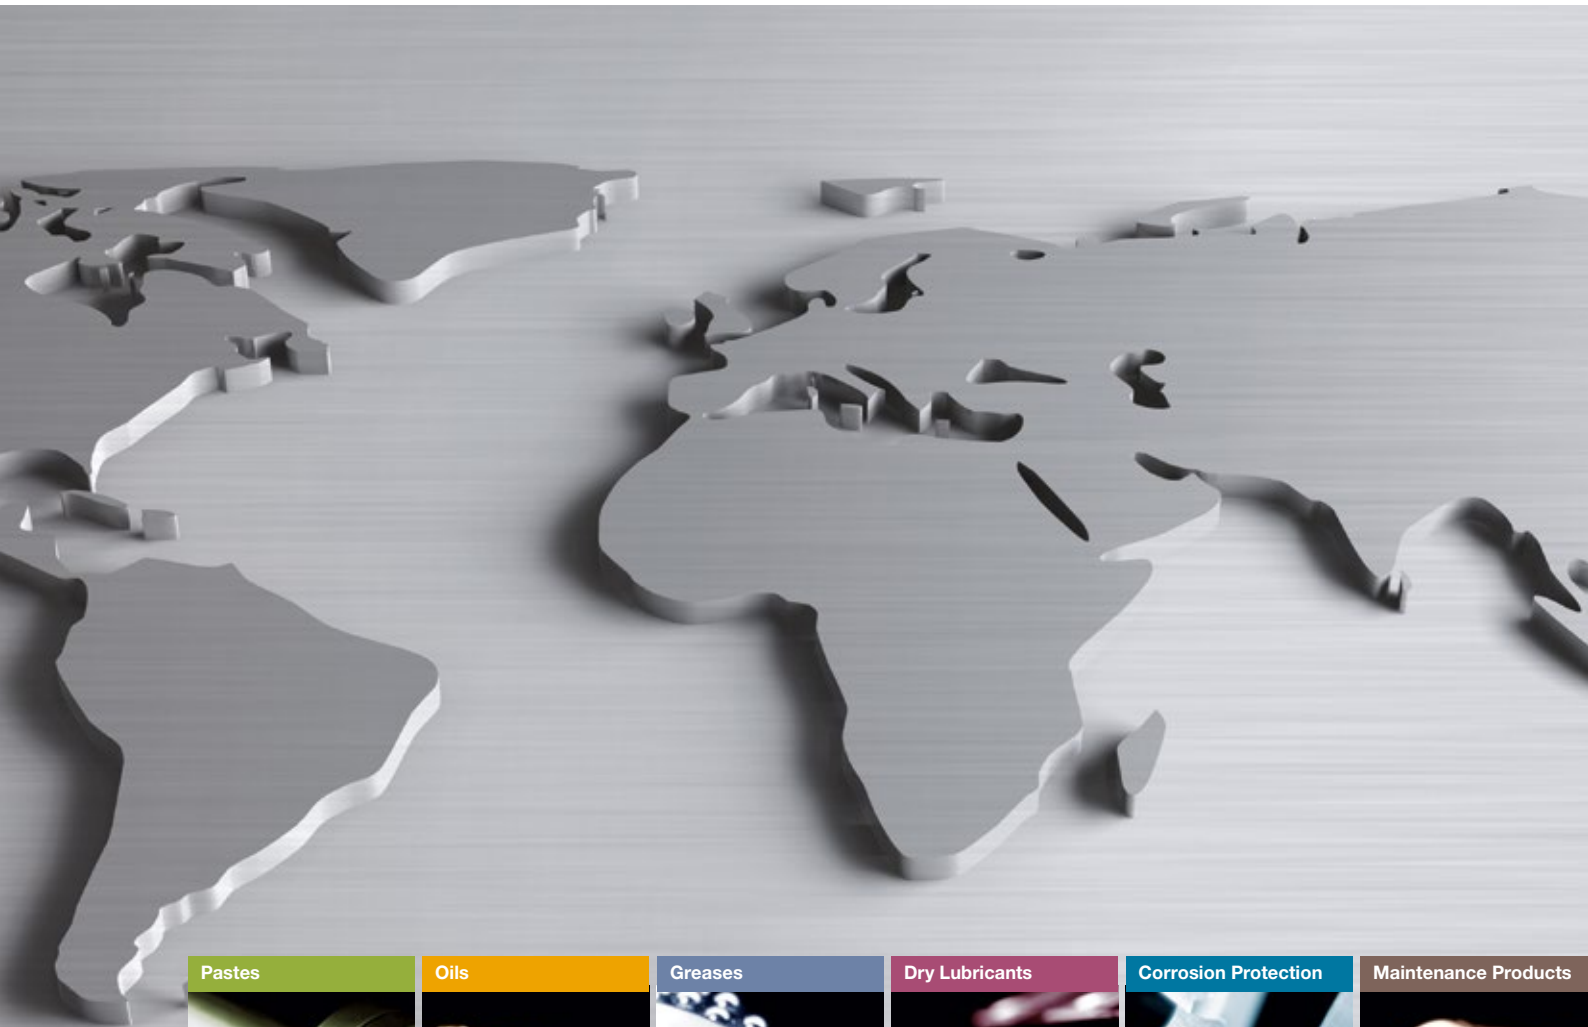 Pastes
Oils
Greases
Dry Lubricants
Corrosion Protection
Maintenance Products